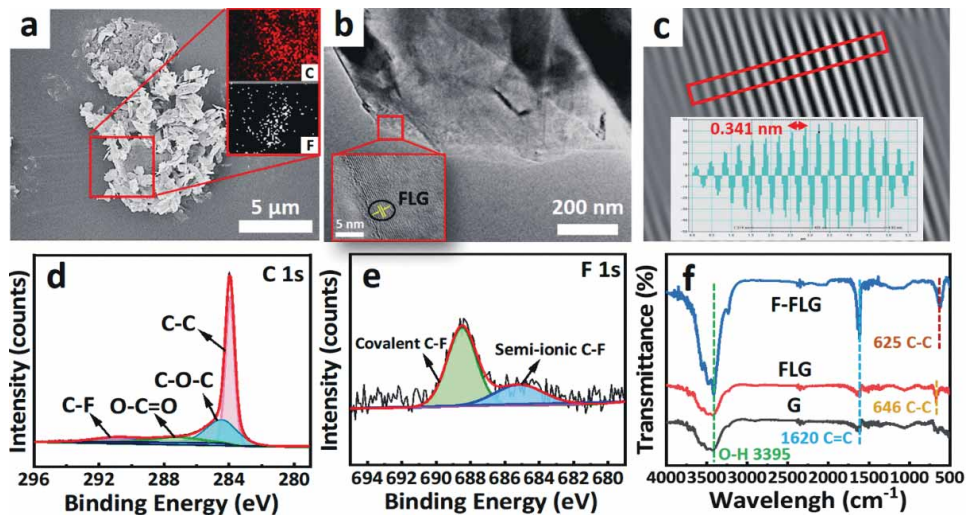 a
C
F
5 μm
b
FLG
5 nm
200 nm
c
0.341 nm
d
C 1s
C-C
C-O-C
O-C=O
C-F
Intensity (counts)
296 292 288 284 280
Binding Energy (eV)
e
F 1s
Covalent C-F
Semi-ionic C-F
Intensity (counts)
694 692 690 688 686 684 682 680
Binding Energy (eV)
f
F-FLG
625 C-C
FLG
646 C-C
G
1620 C=C
O-H 3395
Transmittance (%)
4000 3500 3000 2500 2000 1500 1000 500
Wavelengh (cm⁻¹)